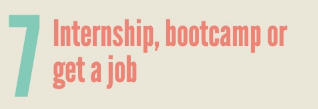 7
Internship, bootcamp or
get a job